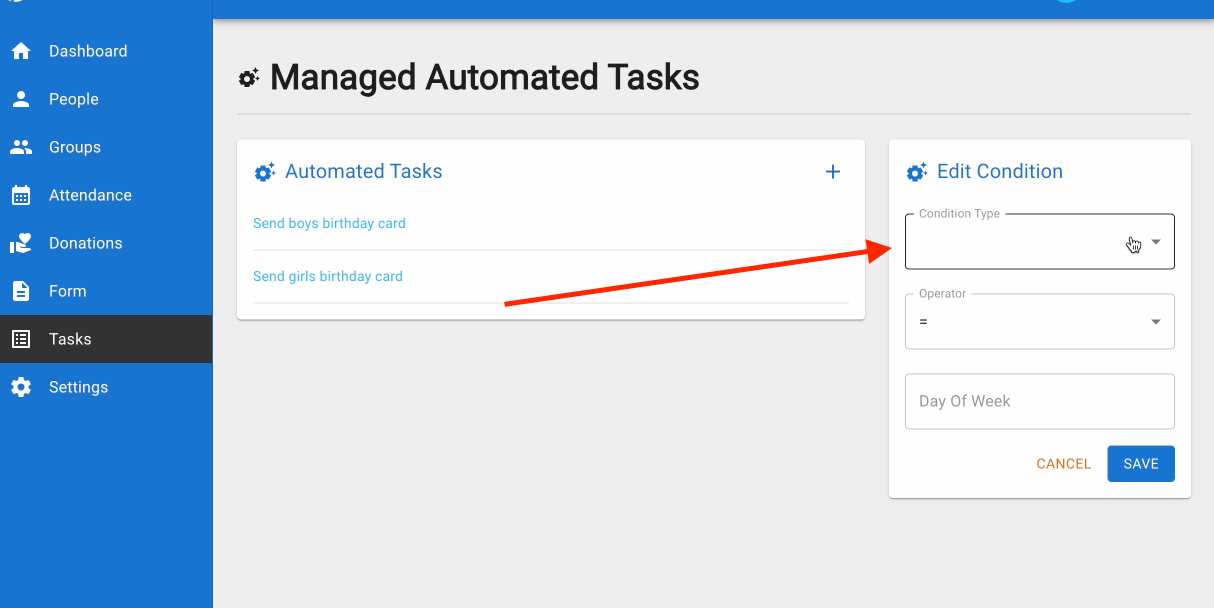 Dashboard
People
Groups
Attendance
Donations
Form
Tasks
Settings
Managed Automated Tasks
Automated Tasks
+
Send boys birthday card
Send girls birthday card
Edit Condition
Condition Type
Operator
=
Day Of Week
CANCEL SAVE